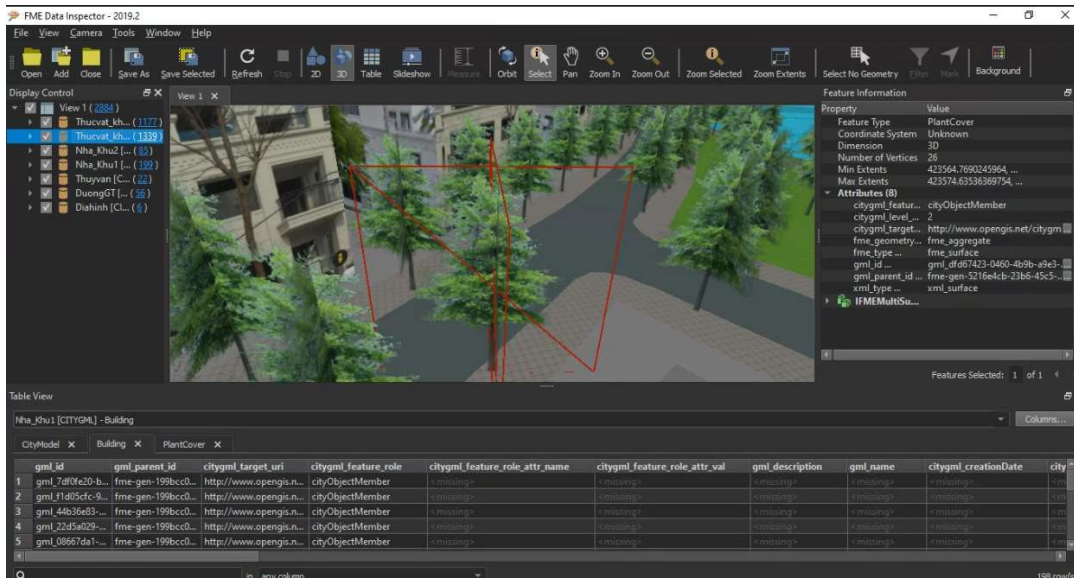 FME Data Inspector - 2019.2
File View Camera Tools Window Help
Open Add Close Save As Save Selected Refresh Stop 2D 3D Table Slideshow Measure Orbit Select Pan Zoom In Zoom Out Zoom Selected Zoom Extents Select No Geometry Filter Mark Background
Display Control
View 1
Feature Information
View 1 (2884)
Thucvat_kh... (1177)
Thucvat_kh... (1339)
Nha_Khu2 [... (85)
Nha_Khu1 [... (199)
Thuyvan [C... (22)
DuongGT [... (56)
Diahinh [Cl... (6)
Property Value
Feature Type PlantCover
Coordinate System Unknown
Dimension 3D
Number of Vertices 26
Min Extents 423564.7690245964, ...
Max Extents 423574.63536369754, ...
Attributes (8)
citygml_featur... cityObjectMember
citygml_level_... 2
citygml_target... http://www.opengis.net/citygm
fme_geometry... fme_aggregate
fme_type ... fme_surface
gml_id ... gml_dfd67423-0460-4b9b-a9e3-...
gml_parent_id ... fme-gen-5216e4cb-23b6-45c5-...
xml_type ... xml_surface
IFMEMultiSu...
Features Selected: 1 of 1
Table View
Nha_Khu1 [CITYGML] - Building
Columns...
CityModel Building PlantCover
gml_id gml_parent_id citygml_target_uri citygml_feature_role citygml_feature_role_attr_name citygml_feature_role_attr_val gml_description gml_name citygml_creationDate city
1 gml_7df0fe20-b... fme-gen-199bcc0... http://www.opengis.n... cityObjectMember <missing> <missing> <missing> <missing> <missing> <m
2 gml_f1d05cfc-9... fme-gen-199bcc0... http://www.opengis.n... cityObjectMember <missing> <missing> <missing> <missing> <missing> <m
3 gml_44b36e83-... fme-gen-199bcc0... http://www.opengis.n... cityObjectMember <missing> <missing> <missing> <missing> <missing> <m
4 gml_22d5a029-... fme-gen-199bcc0... http://www.opengis.n... cityObjectMember <missing> <missing> <missing> <missing> <missing> <m
5 gml_08667da1-... fme-gen-199bcc0... http://www.opengis.n... cityObjectMember <missing> <missing> <missing> <missing> <missing> <m
in any column
198 row(s